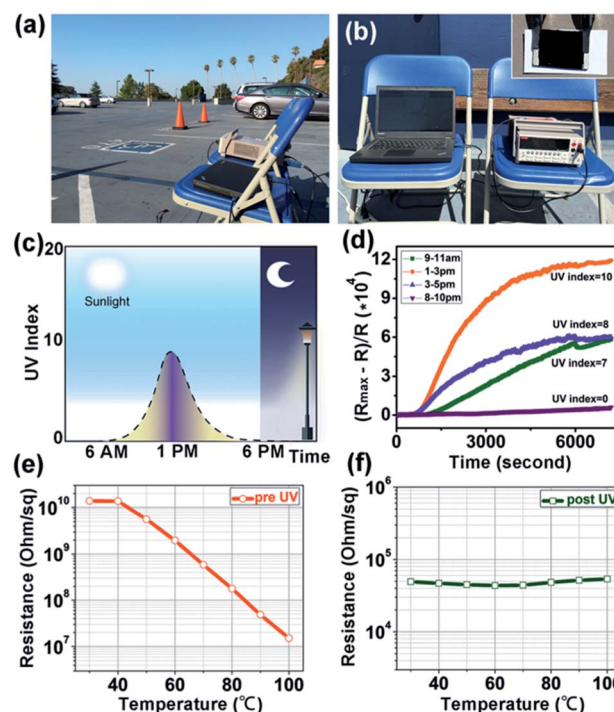 (a)
(b)
(c)
20
10
0
UV Index
Sunlight
6 AM
1 PM
6 PM
Time
(d)
12
9
6
3
0
(Rmax - R)/R (*10⁴)
9-11am
1-3pm
3-5pm
8-10pm
UV index=10
UV index=8
UV index=7
UV index=0
0
3000
6000
Time (second)
(e)
10¹⁰
10⁹
10⁸
10⁷
Resistance (Ohm/sq)
pre UV
40
60
80
100
Temperature (℃)
(f)
10⁶
10⁵
10⁴
Resistance (Ohm/sq)
post UV
40
60
80
100
Temperature (℃)